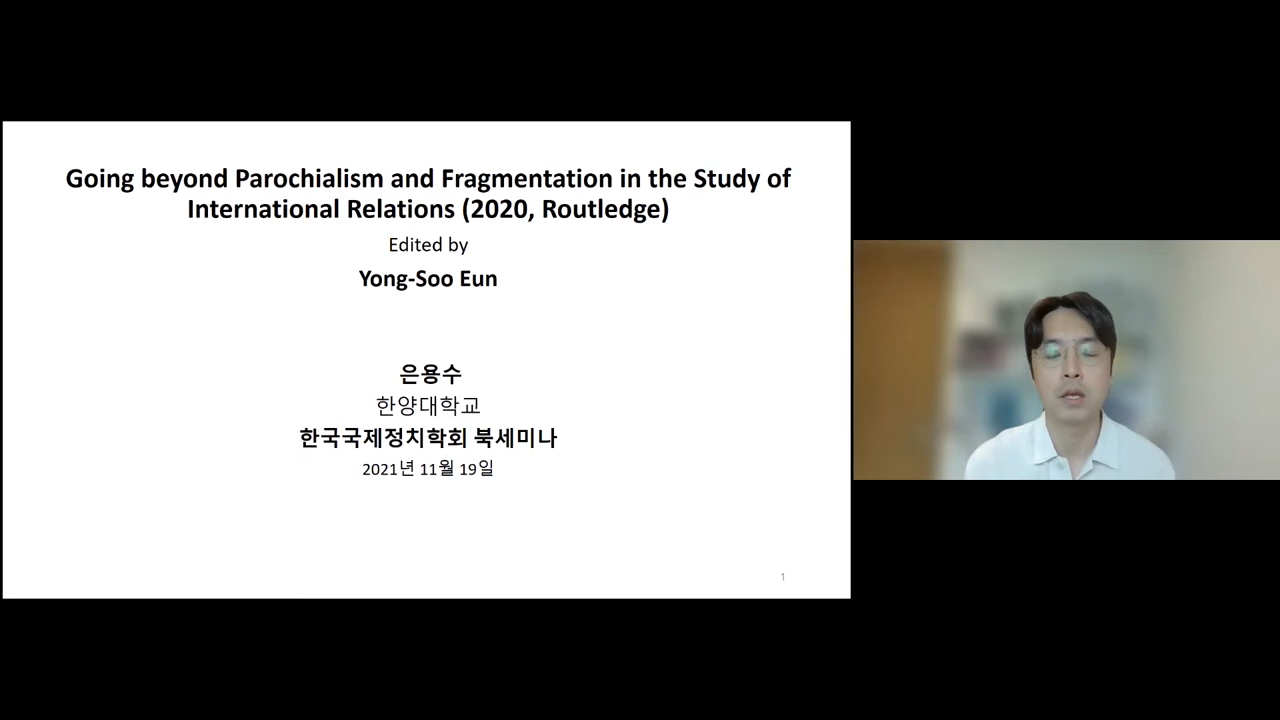 Going beyond Parochialism and Fragmentation in the Study of
International Relations (2020, Routledge)
Edited by
Yong-Soo Eun
은용수
한양대학교
한국국제정치학회 북세미나
2021년 11월 19일
1